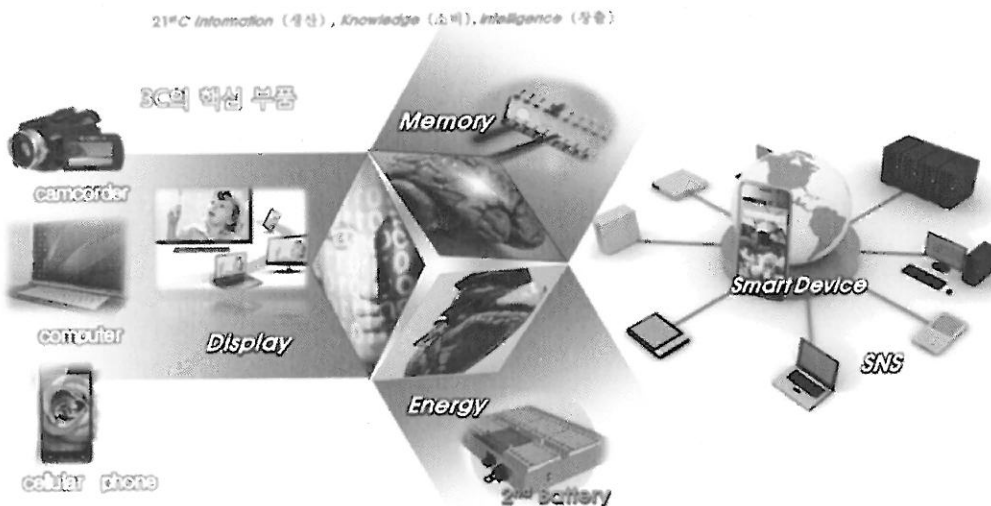 21st C Information (생산), Knowledge (소비), Intelligence (창출)
3C의 핵심 부품
Memory
camcorder
computer
Display
Smart Device
SNS
Energy
cellular phone
2nd Battery